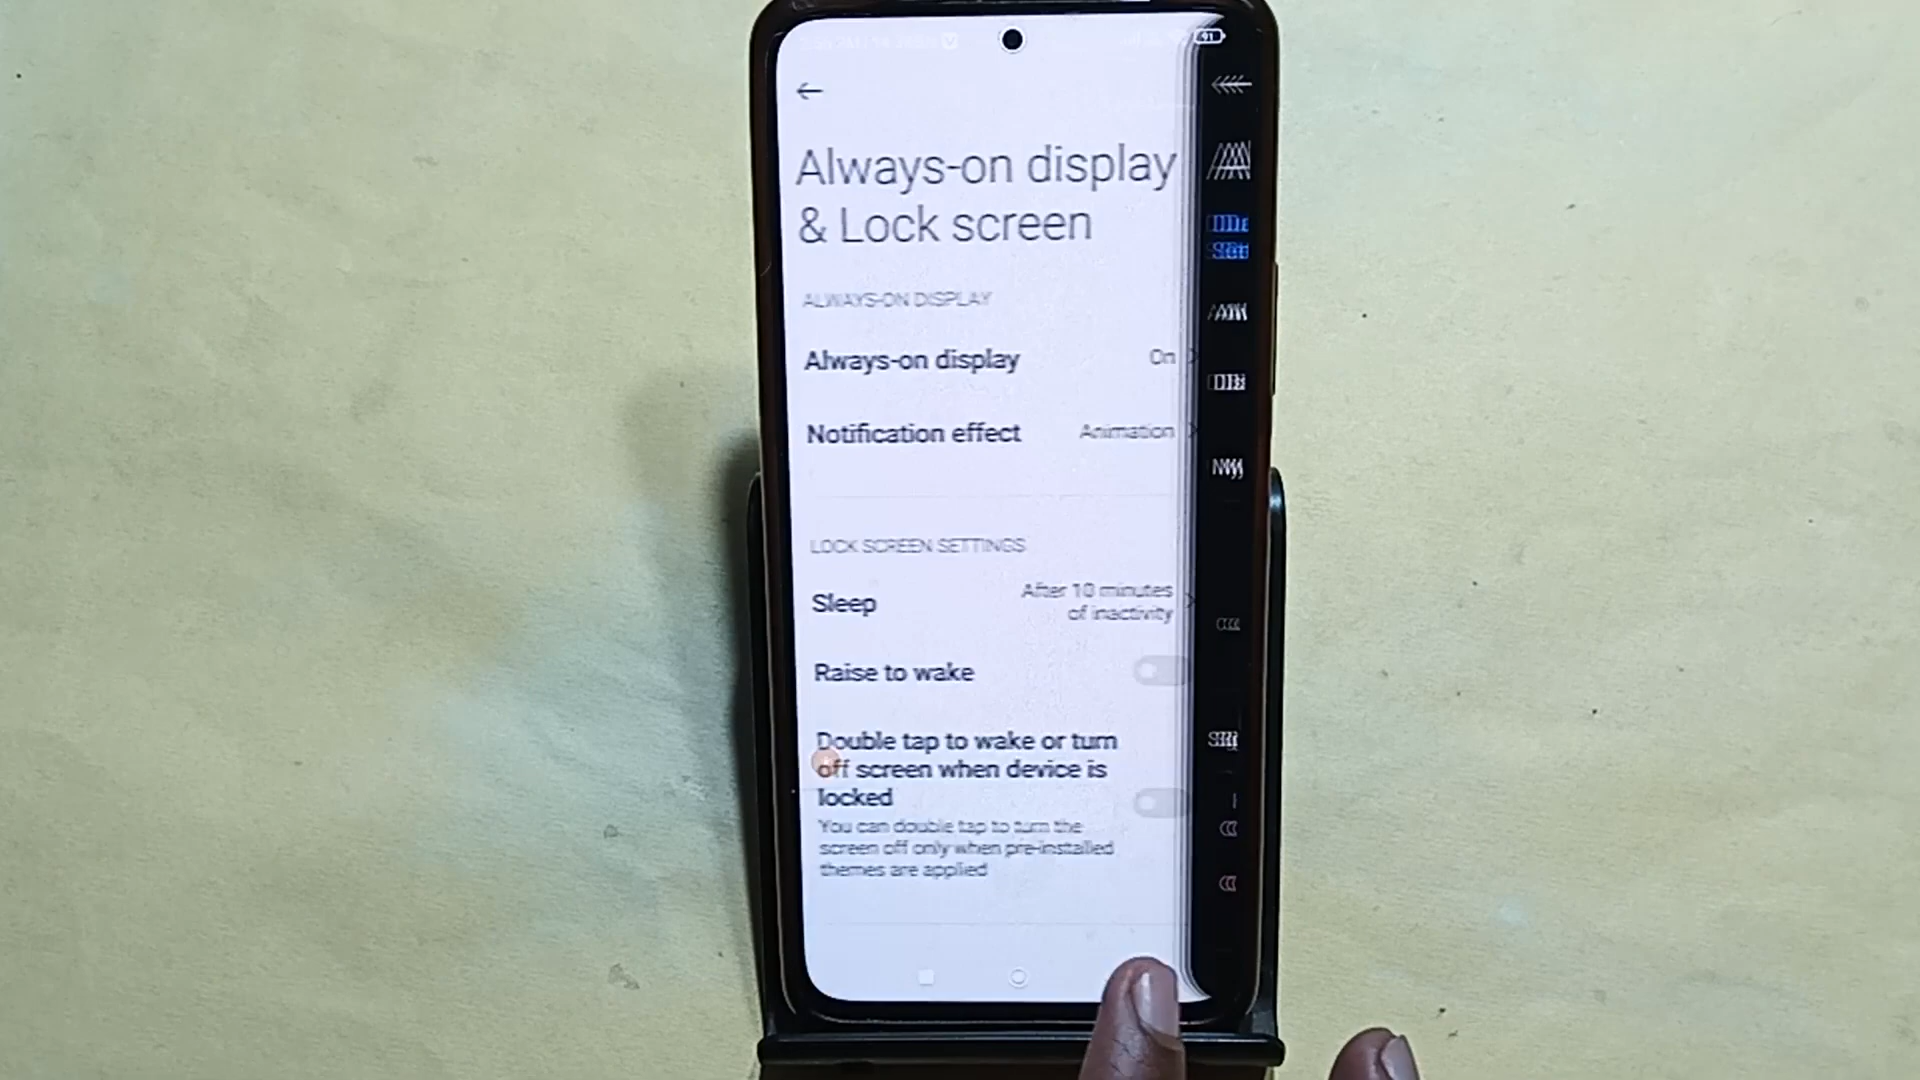 91
Always-on display
& Lock screen
ALWAYS-ON DISPLAY
Always-on display On
Notification effect Animation
LOCK SCREEN SETTINGS
Sleep After 10 minutes
of inactivity
Raise to wake
Double tap to wake or turn
off screen when device is
locked
You can double tap to turn the
screen off only when pre-installed
themes are applied